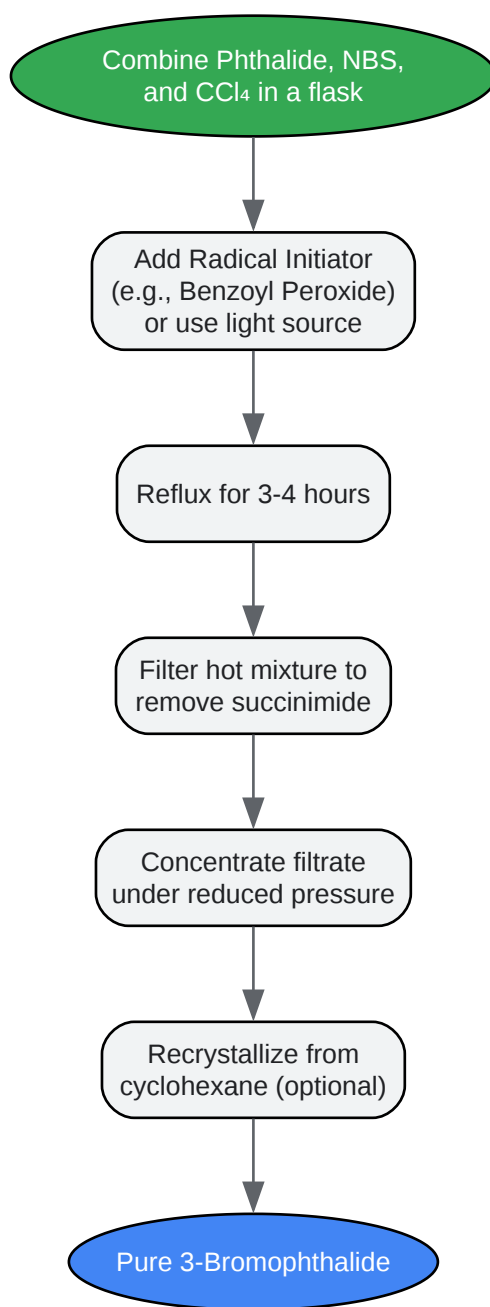 Combine Phthalide, NBS,
and CCl₄ in a flask
Add Radical Initiator
(e.g., Benzoyl Peroxide)
or use light source
Reflux for 3-4 hours
Filter hot mixture to
remove succinimide
Concentrate filtrate
under reduced pressure
Recrystallize from
cyclohexane (optional)
Pure 3-Bromophthalide